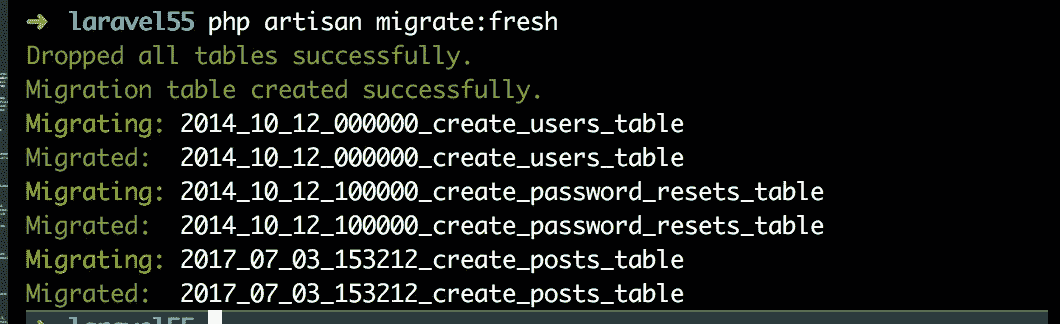 ➜ laravel55 php artisan migrate:fresh
Dropped all tables successfully.
Migration table created successfully.
Migrating: 2014_10_12_000000_create_users_table
Migrated:  2014_10_12_000000_create_users_table
Migrating: 2014_10_12_100000_create_password_resets_table
Migrated:  2014_10_12_100000_create_password_resets_table
Migrating: 2017_07_03_153212_create_posts_table
Migrated:  2017_07_03_153212_create_posts_table
➜ laravel55